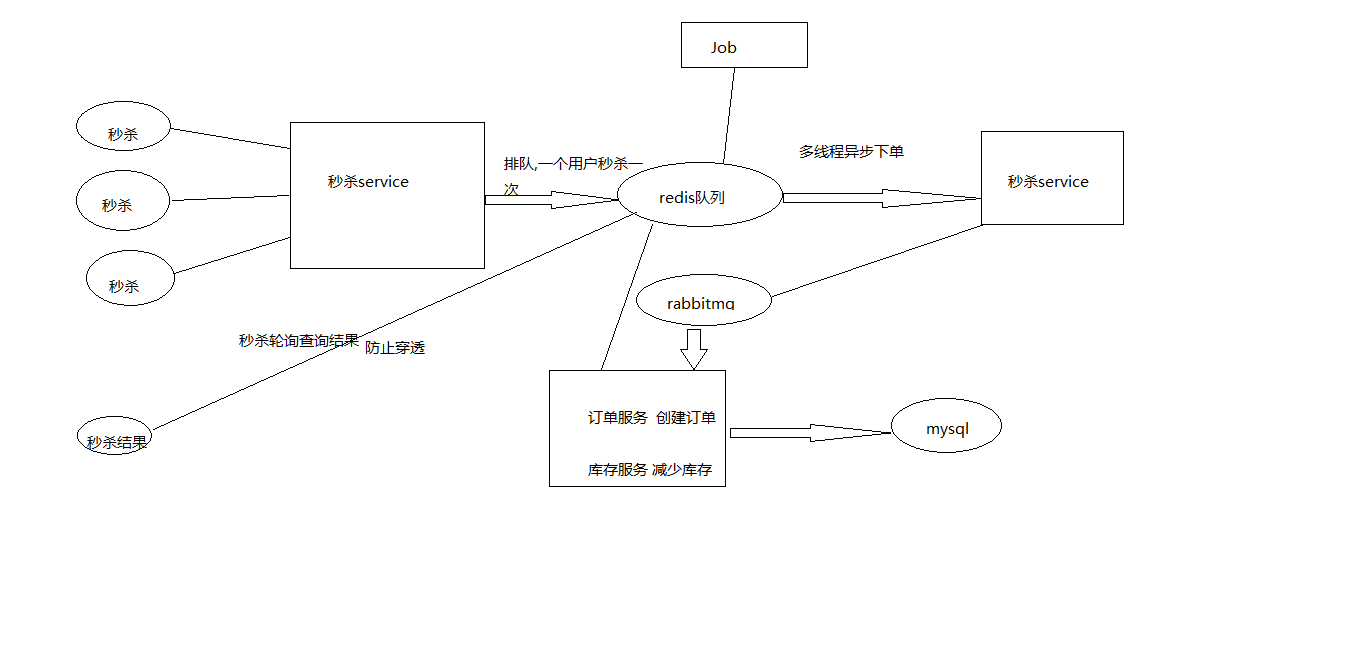 Job
秒杀
秒杀
秒杀
秒杀service
排队,一个用户秒杀一
次
redis队列
多线程异步下单
秒杀service
rabbitmq
秒杀轮询查询结果
防止穿透
秒杀结果
订单服务 创建订单
库存服务 减少库存
mysql